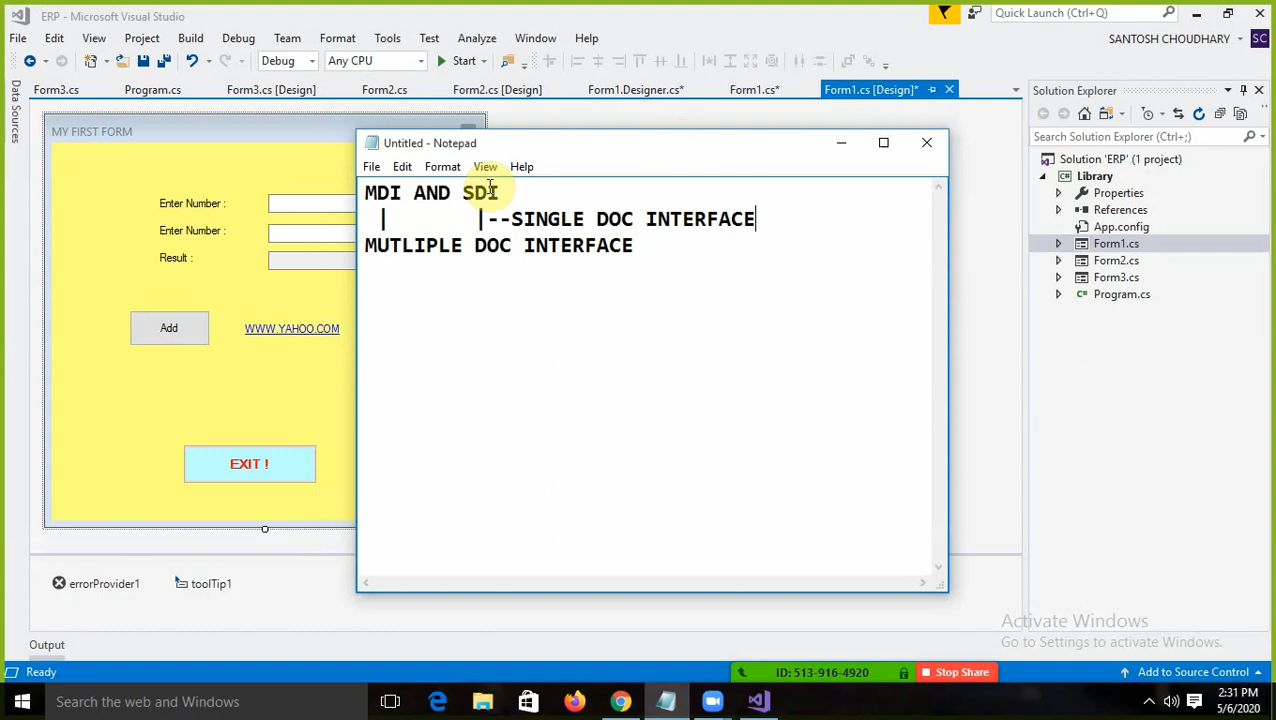 ERP - Microsoft Visual Studio
Quick Launch (Ctrl+Q)
File Edit View Project Build Debug Team Format Tools Test Analyze Window Help
SANTOSH CHOUDHARY SC
Debug Any CPU Start
Data Sources
Form3.cs Program.cs Form3.cs [Design] Form2.cs Form2.cs [Design] Form1.Designer.cs* Form1.cs* Form1.cs [Design]*
MY FIRST FORM
Enter Number :
Enter Number :
Result :
Add WWW.YAHOO.COM
EXIT !
errorProvider1 toolTip1
Untitled - Notepad
File Edit Format View Help
MDI AND SDI
| |--SINGLE DOC INTERFACE
MUTLIPLE DOC INTERFACE
Solution Explorer
Search Solution Explorer (Ctrl+;)
Solution 'ERP' (1 project)
Library
Properties
References
App.config
Form1.cs
Form2.cs
Form3.cs
Program.cs
Activate Windows
Go to Settings to activate Windows.
Output
Ready
ID: 513-916-4920 Stop Share
Add to Source Control
Search the web and Windows
2:31 PM
5/6/2020